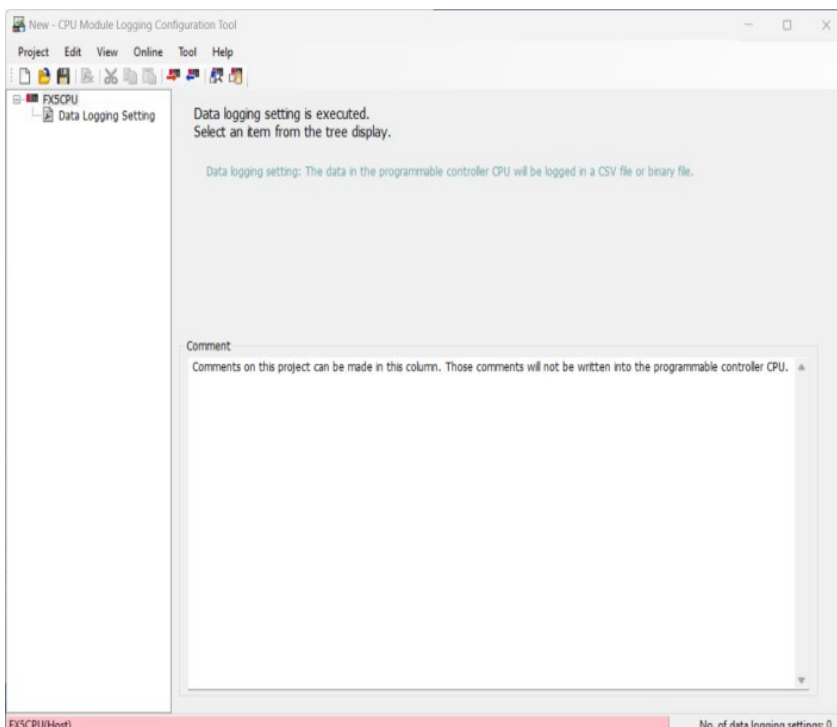 New - CPU Module Logging Configuration Tool
Project Edit View Online Tool Help
FX5CPU
Data Logging Setting
Data logging setting is executed.
Select an item from the tree display.
Data logging setting: The data in the programmable controller CPU will be logged in a CSV file or binary file.
Comment
Comments on this project can be made in this column. Those comments will not be written into the programmable controller CPU.
FX5CPU(Host) No. of data logging settings: 0